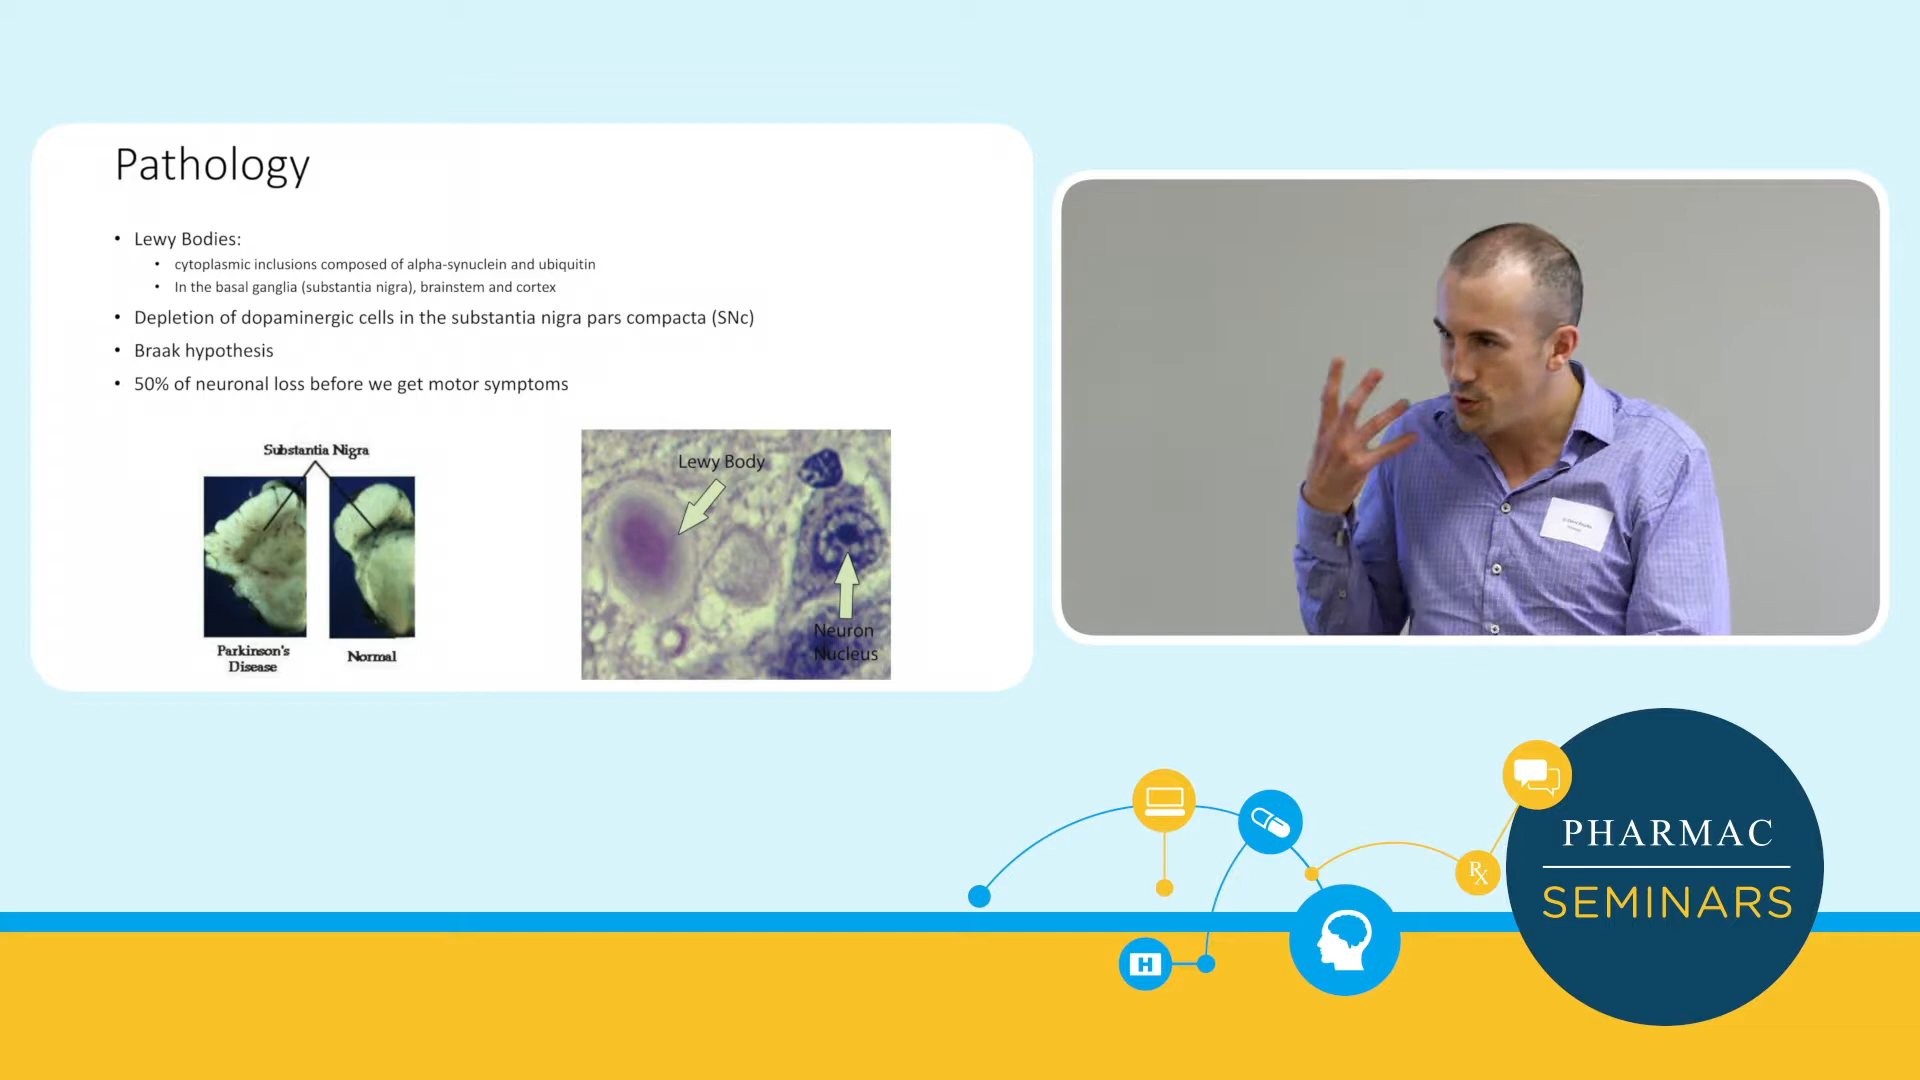 Pathology
• Lewy Bodies:
• cytoplasmic inclusions composed of alpha-synuclein and ubiquitin
• In the basal ganglia (substantia nigra), brainstem and cortex
• Depletion of dopaminergic cells in the substantia nigra pars compacta (SNc)
• Braak hypothesis
• 50% of neuronal loss before we get motor symptoms
Substantia Nigra
Parkinson's
Disease
Normal
Lewy Body
Neuron
Nucleus
H
Rx
PHARMAC
SEMINARS